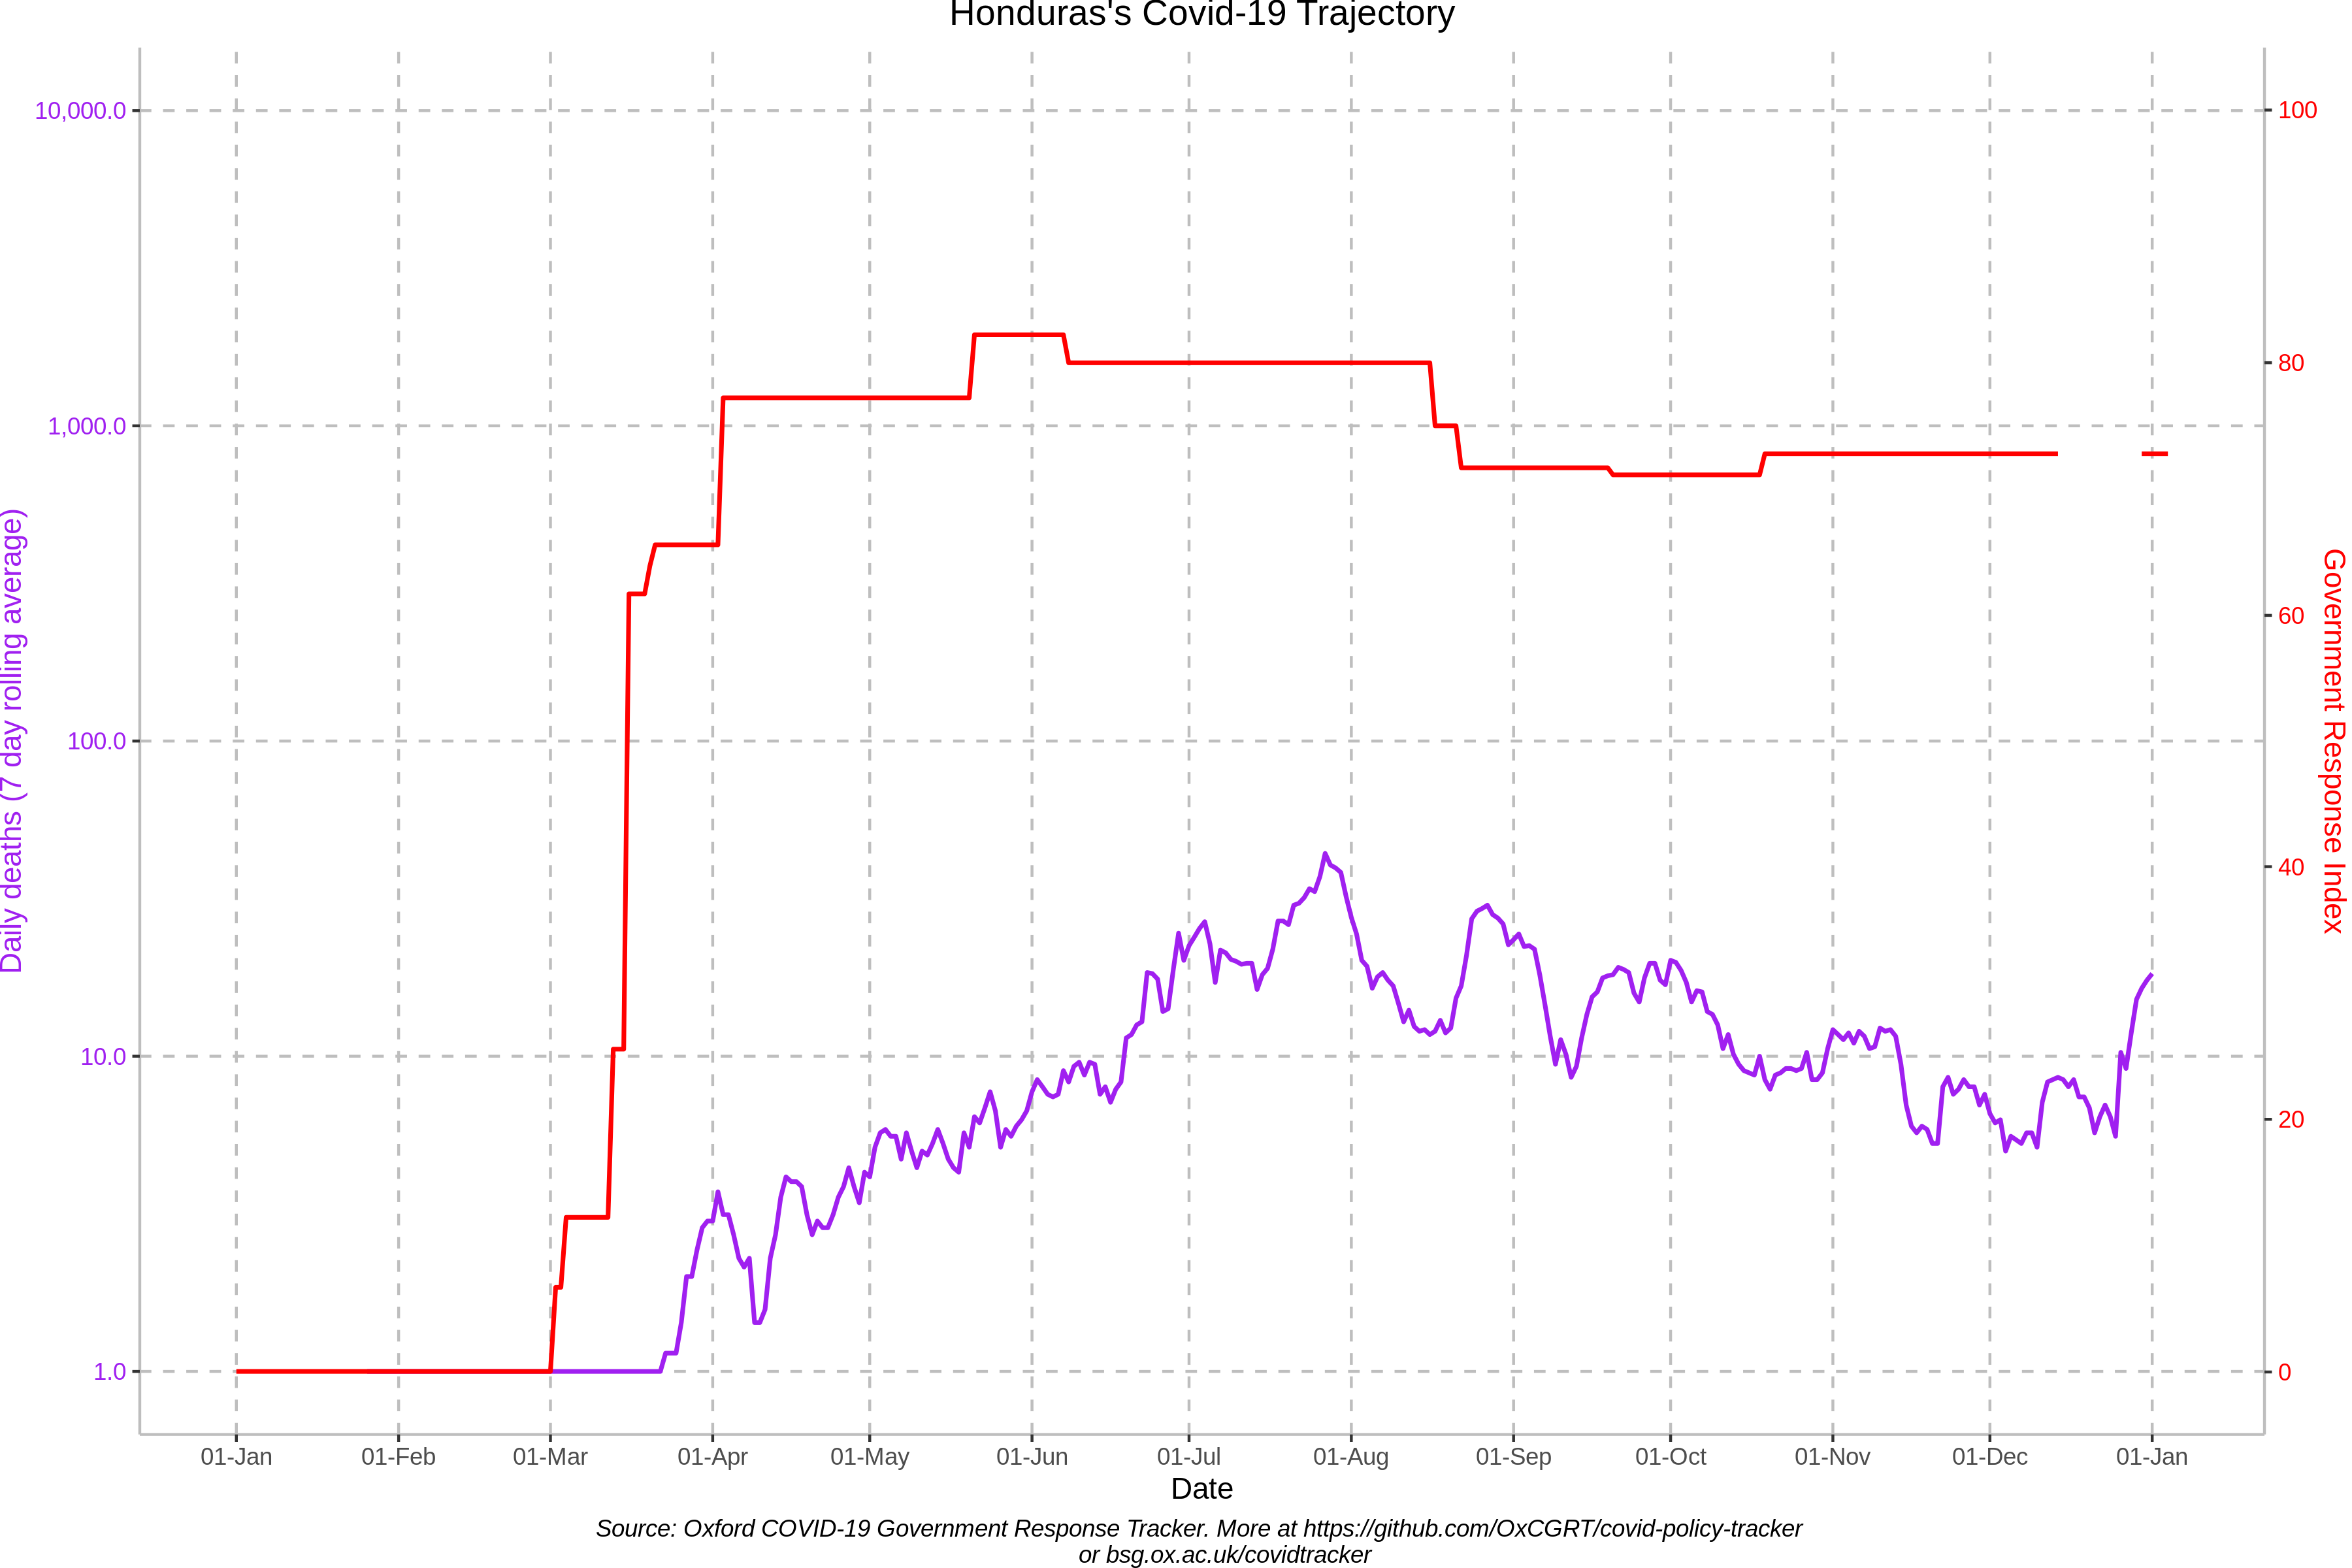 Honduras's Covid-19 Trajectory
10,000.0
1,000.0
100.0
10.0
1.0
Daily deaths (7 day rolling average)
100
80
60
40
20
0
Government Response Index
01-Jan 01-Feb 01-Mar 01-Apr 01-May 01-Jun 01-Jul 01-Aug 01-Sep 01-Oct 01-Nov 01-Dec 01-Jan
Date
Source: Oxford COVID-19 Government Response Tracker. More at https://github.com/OxCGRT/covid-policy-tracker
or bsg.ox.ac.uk/covidtracker